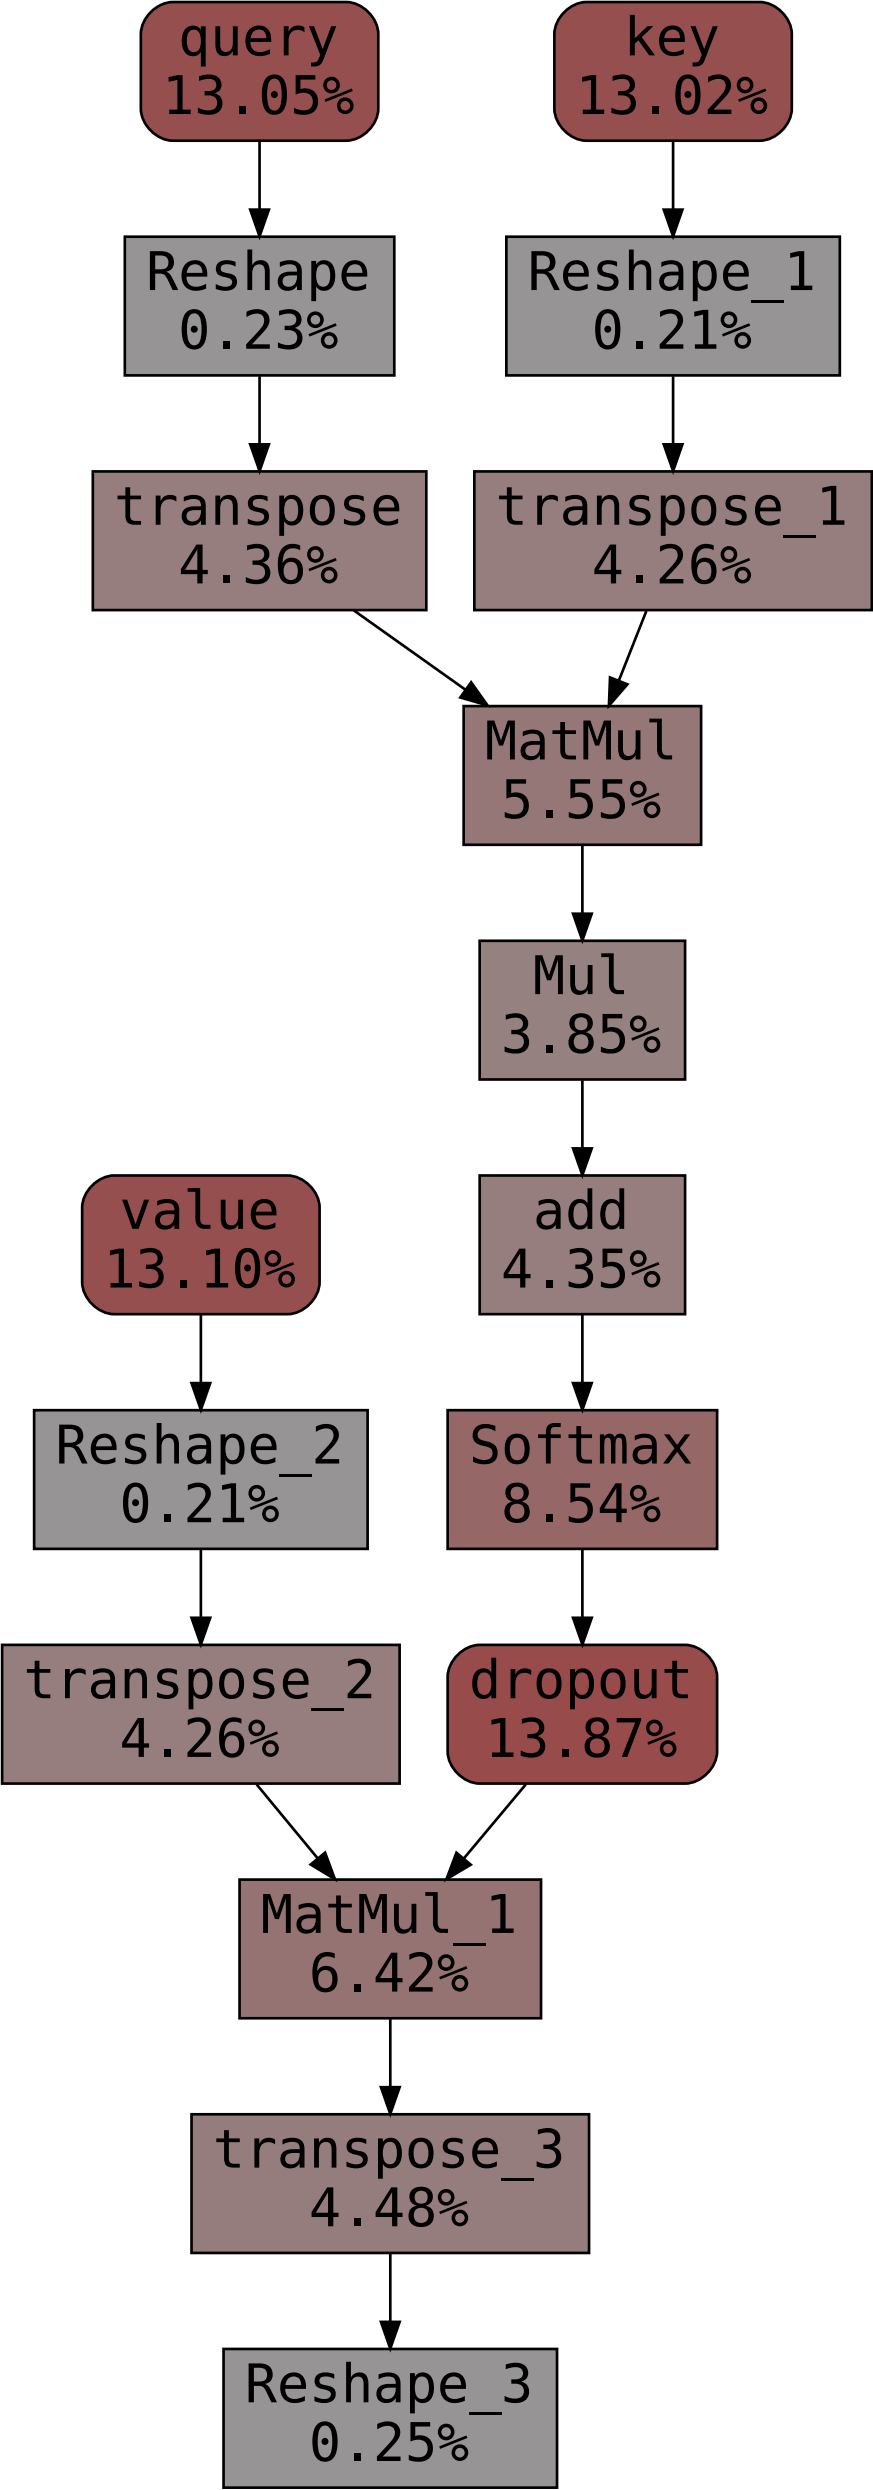 query
13.05%
key
13.02%
Reshape
0.23%
Reshape_1
0.21%
transpose
4.36%
transpose_1
4.26%
MatMul
5.55%
Mul
3.85%
value
13.10%
add
4.35%
Reshape_2
0.21%
Softmax
8.54%
transpose_2
4.26%
dropout
13.87%
MatMul_1
6.42%
transpose_3
4.48%
Reshape_3
0.25%